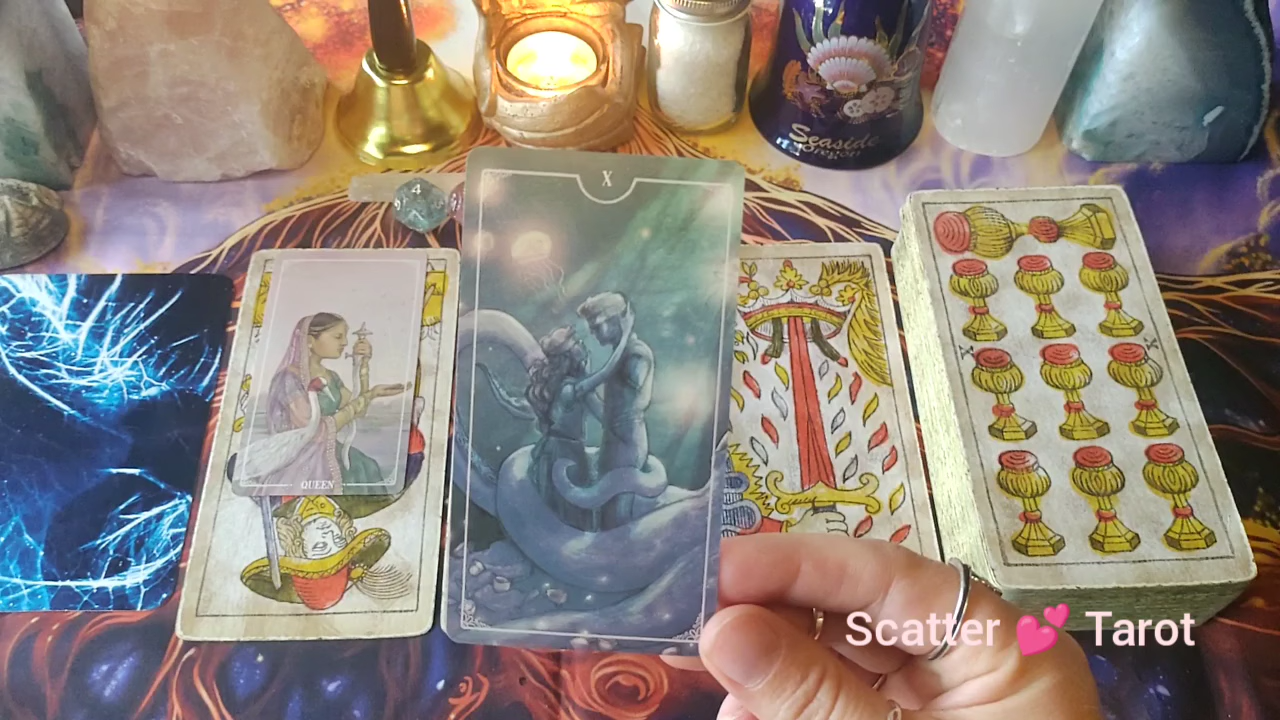 Seaside
Oregon
4
X
QUEEN
X X
Scatter 💕 Tarot